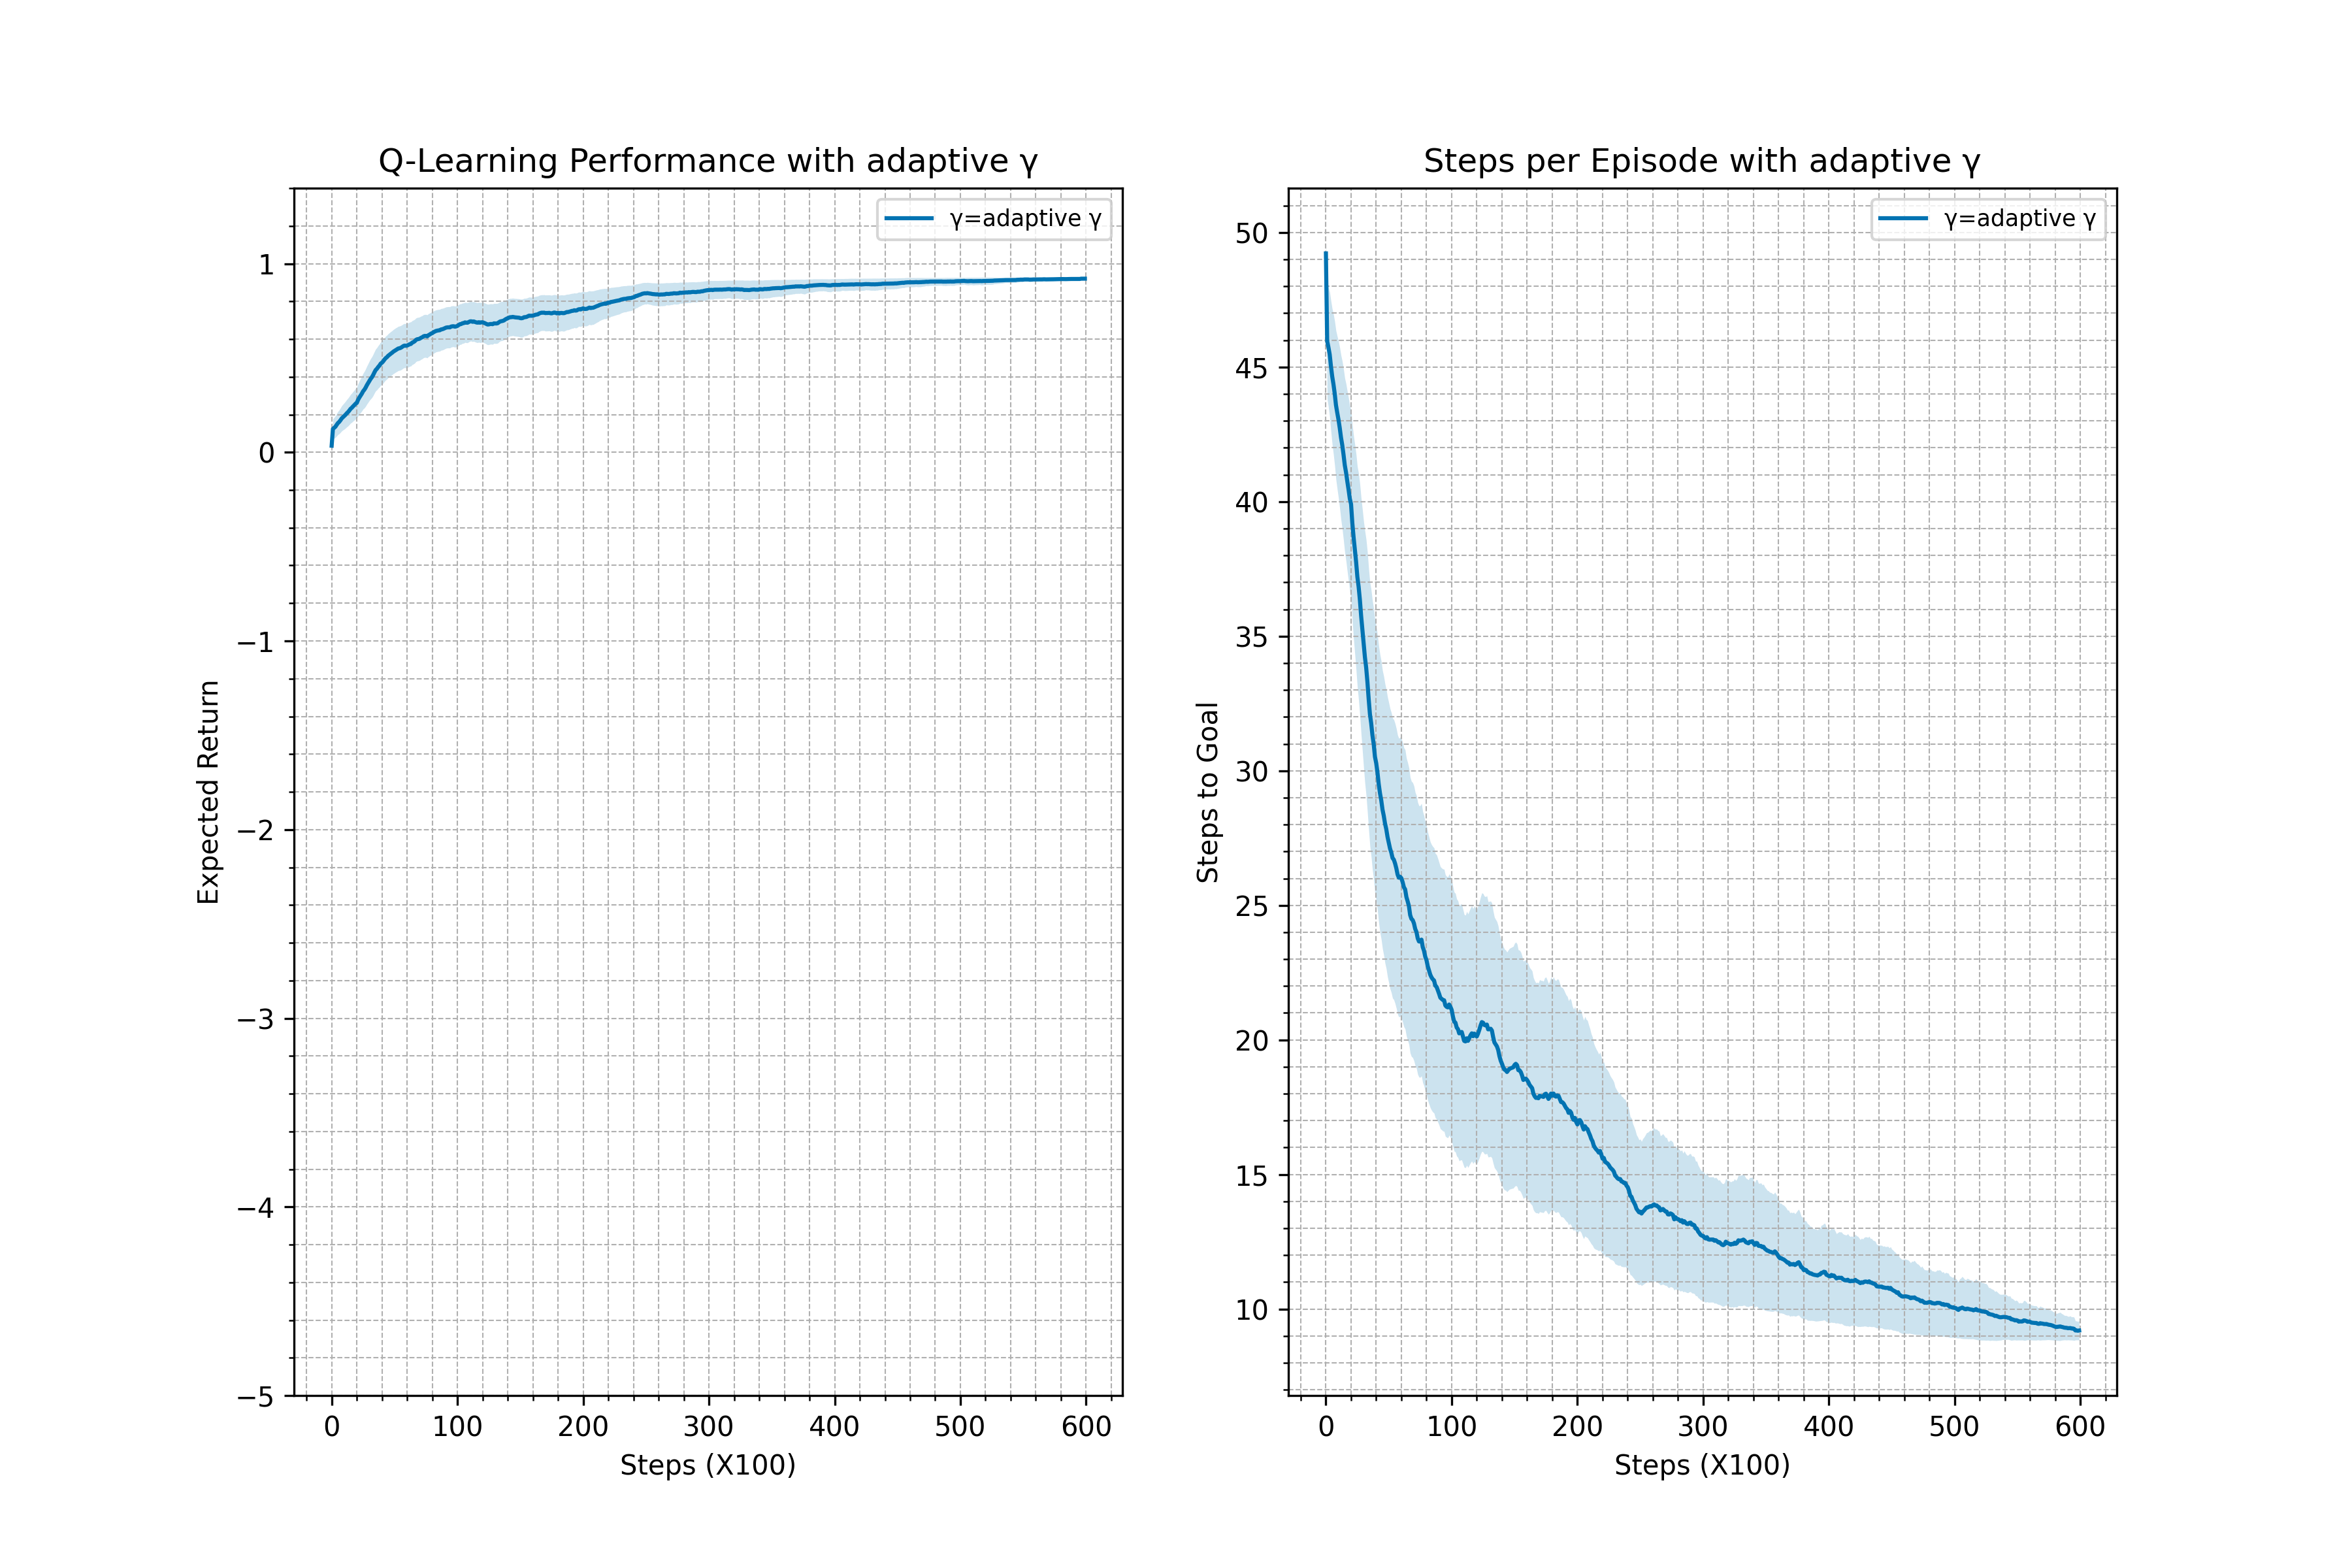 Q-Learning Performance with adaptive γ
γ=adaptive γ
1
0
−1
−2
−3
−4
−5
Expected Return
0 100 200 300 400 500 600
Steps (X100)
Steps per Episode with adaptive γ
γ=adaptive γ
50
45
40
35
30
25
20
15
10
Steps to Goal
0 100 200 300 400 500 600
Steps (X100)